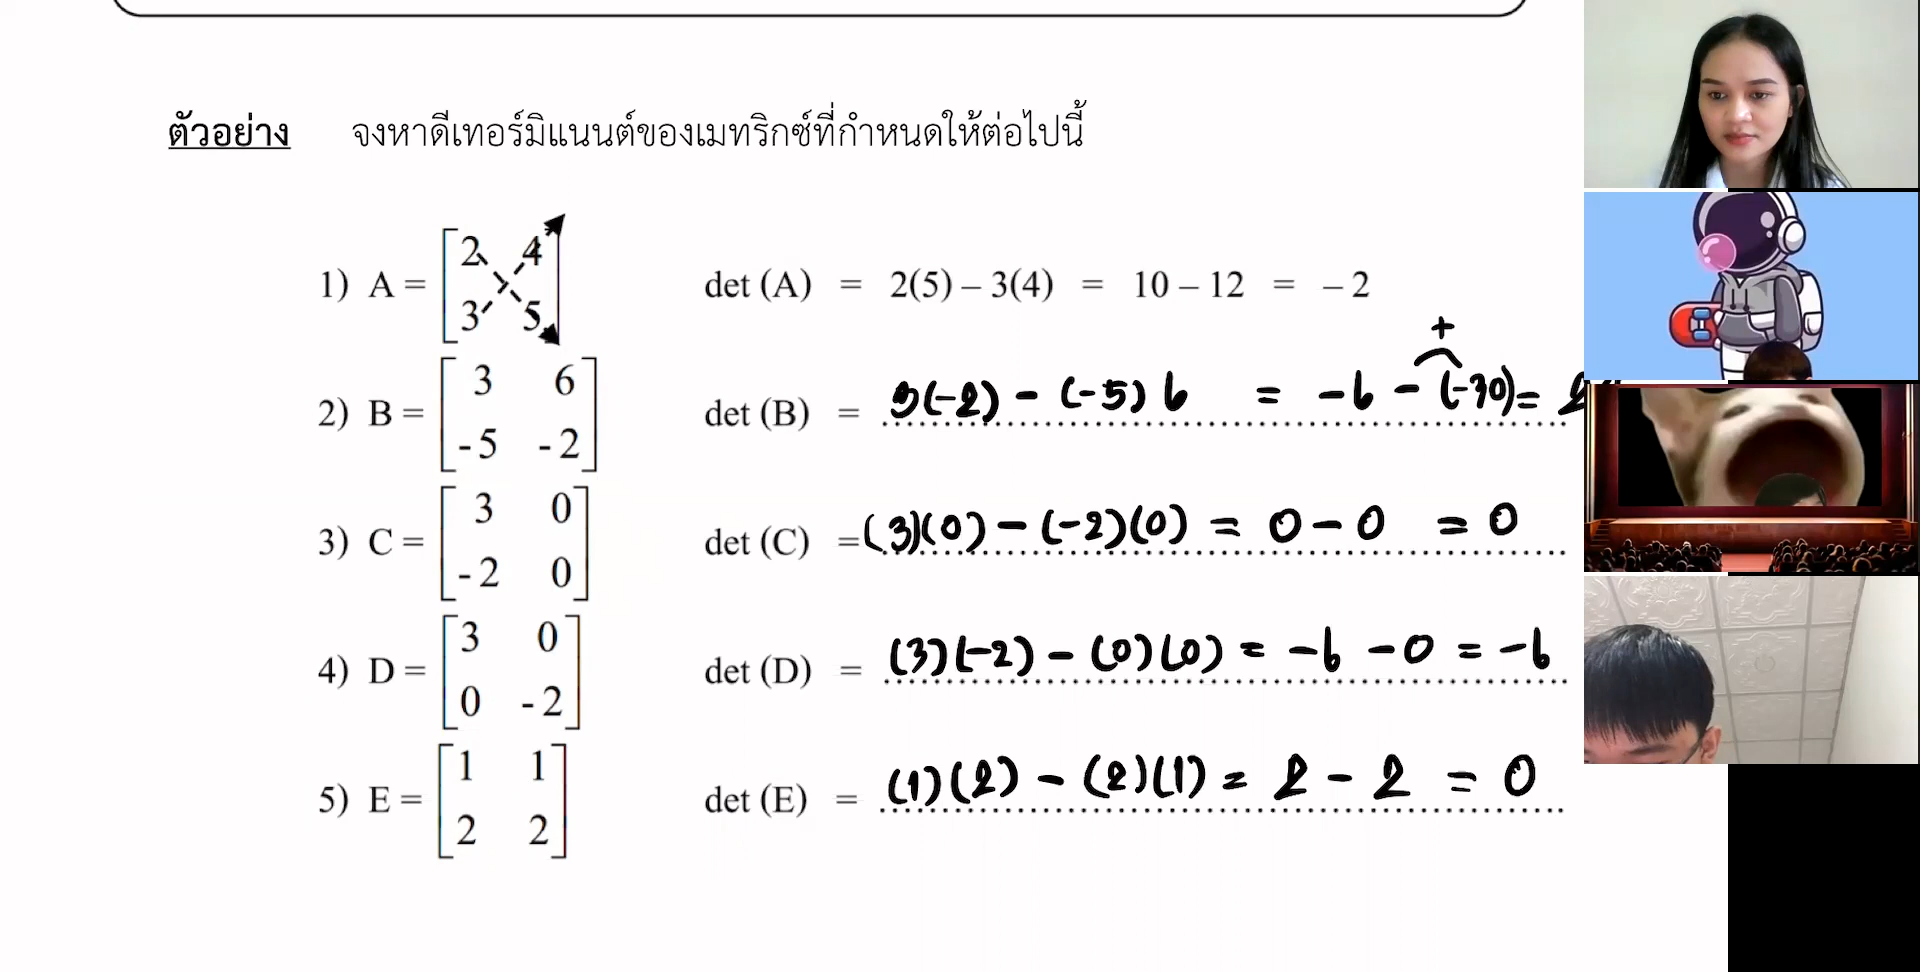 ตัวอย่าง จงหาดีเทอร์มิแนนต์ของเมทริกซ์ที่กำหนดให้ต่อไปนี้
1) A = [2 4
3 5]
det (A) = 2(5) – 3(4) = 10 – 12 = – 2
+
2) B = [3 6
-5 -2]
det (B) = 3(-2) - (-5) 6 = -6 - (-30) =
3) C = [3 0
-2 0]
det (C) = (3)(0) - (-2)(0) = 0 - 0 = 0
4) D = [3 0
0 -2]
det (D) = (3)(-2) - (0)(0) = -6 - 0 = -6
5) E = [1 1
2 2]
det (E) = (1)(2) - (2)(1) = 2 - 2 = 0